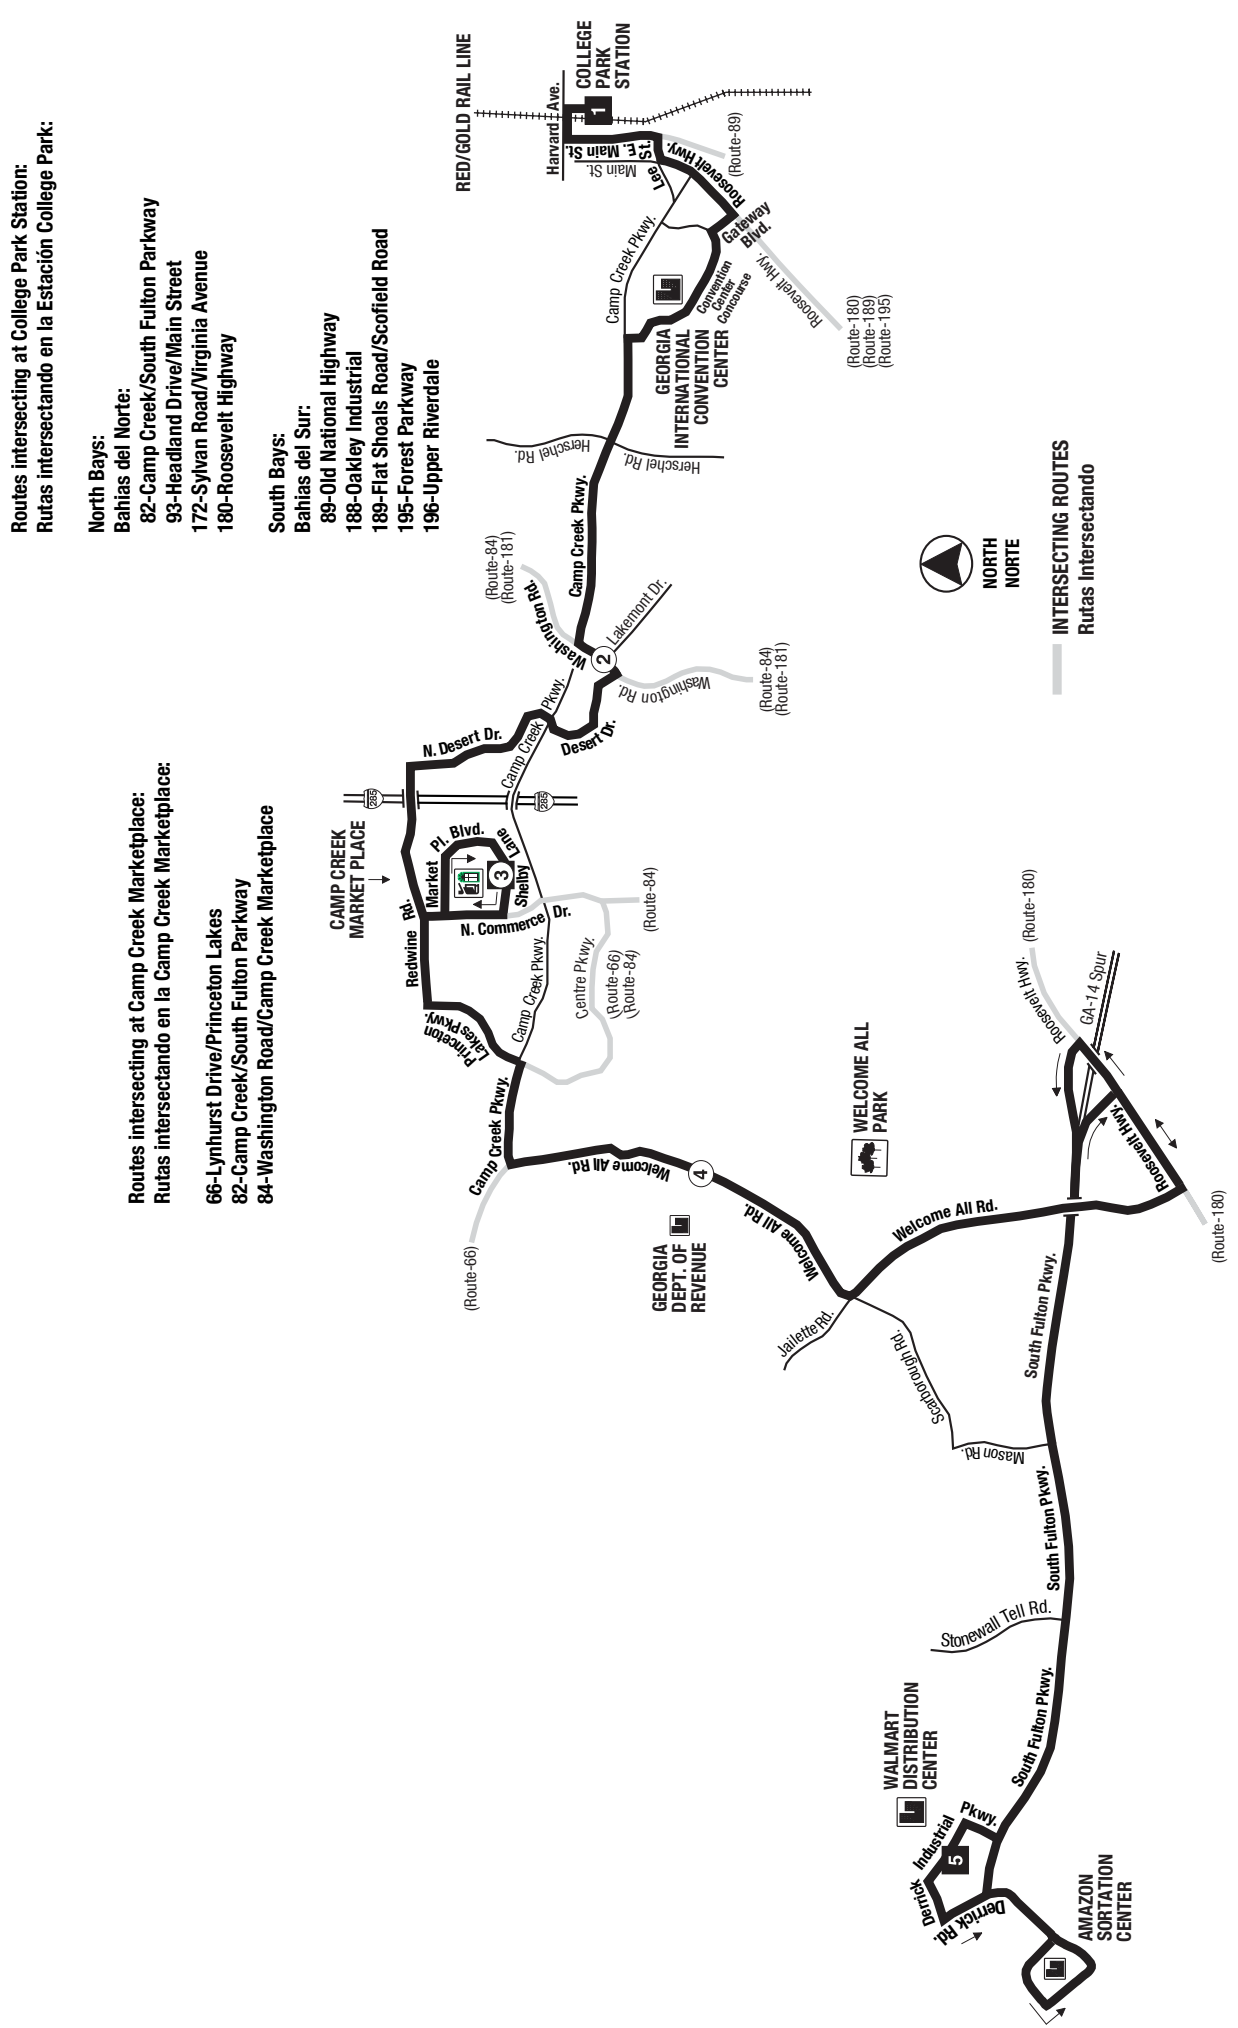 Routes intersecting at College Park Station:
Rutas intersectando en la Estación College Park:
North Bays:
Bahias del Norte:
82-Camp Creek/South Fulton Parkway
93-Headland Drive/Main Street
172-Sylvan Road/Virginia Avenue
180-Roosevelt Highway
South Bays:
Bahias del Sur:
89-Old National Highway
188-Oakley Industrial
189-Flat Shoals Road/Scofield Road
195-Forest Parkway
196-Upper Riverdale
Routes intersecting at Camp Creek Marketplace:
Rutas intersectando en la Camp Creek Marketplace:
66-Lynhurst Drive/Princeton Lakes
82-Camp Creek/South Fulton Parkway
84-Washington Road/Camp Creek Marketplace
RED/GOLD RAIL LINE
Harvard Ave.
COLLEGE
PARK
STATION
1
E. Main St.
Main St.
Lee St.
Roosevelt Hwy.
(Route-89)
Gateway
Blvd.
Roosevelt Hwy.
(Route-180)
(Route-189)
(Route-195)
Convention
Center
Concourse
Camp Creek Pkwy.
GEORGIA
INTERNATIONAL
CONVENTION
CENTER
Herschel Rd.
Herschel Rd.
Camp Creek Pkwy.
(Route-84)
(Route-181)
Washington Rd.
2
Lakemont Dr.
Washington Rd.
(Route-84)
(Route-181)
Camp Creek Pkwy.
Desert Dr.
N. Desert Dr.
285
285
CAMP CREEK
MARKET PLACE
Market Pl. Blvd.
Shelby Lane
3
Redwine Rd.
N. Commerce Dr.
(Route-84)
Centre Pkwy.
(Route-66)
(Route-84)
Camp Creek Pkwy.
Princeton
Lakes Pkwy.
Camp Creek Pkwy.
(Route-66)
Welcome All Rd.
4
GEORGIA
DEPT. OF
REVENUE
Welcome All Rd.
WELCOME ALL
PARK
Welcome All Rd.
Jailette Rd.
Scarborough Rd.
Mason Rd.
Roosevelt Hwy.
(Route-180)
GA-14 Spur
Roosevelt Hwy.
(Route-180)
South Fulton Pkwy.
South Fulton Pkwy.
Stonewall Tell Rd.
South Fulton Pkwy.
WALMART
DISTRIBUTION
CENTER
Derrick Industrial Pkwy.
5
Derrick Rd.
AMAZON
SORTATION
CENTER
NORTH
NORTE
INTERSECTING ROUTES
Rutas Intersectando